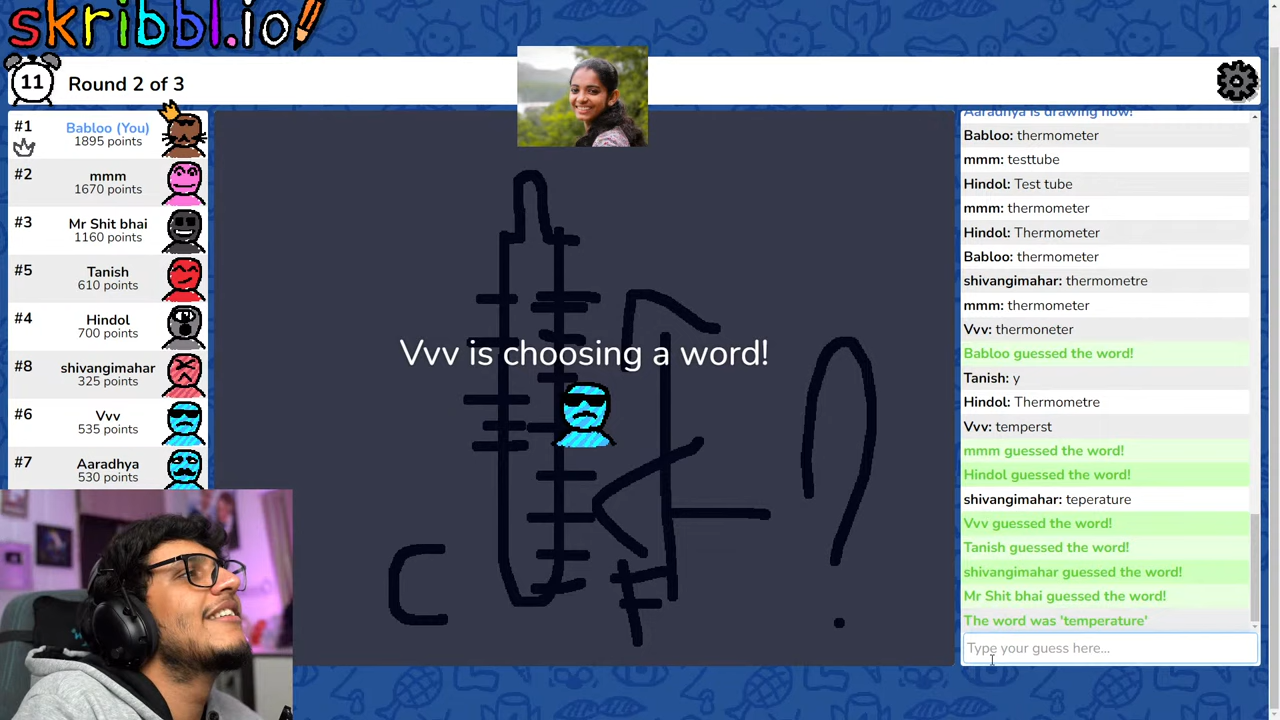 skribbl.io!
11
Round 2 of 3
#1
Babloo (You)
1895 points
#2
mmm
1670 points
#3
Mr Shit bhai
1160 points
#5
Tanish
610 points
#4
Hindol
700 points
#8
shivangimahar
325 points
#6
Vvv
535 points
#7
Aaradhya
530 points
Vvv is choosing a word!
C
F
?
Aaradhya is drawing now!
Babloo: thermometer
mmm: testtube
Hindol: Test tube
mmm: thermometer
Hindol: Thermometer
Babloo: thermometer
shivangimahar: thermometre
mmm: thermometer
Vvv: thermoneter
Babloo guessed the word!
Tanish: y
Hindol: Thermometre
Vvv: temperst
mmm guessed the word!
Hindol guessed the word!
shivangimahar: teperature
Vvv guessed the word!
Tanish guessed the word!
shivangimahar guessed the word!
Mr Shit bhai guessed the word!
The word was 'temperature'
Type your guess here...